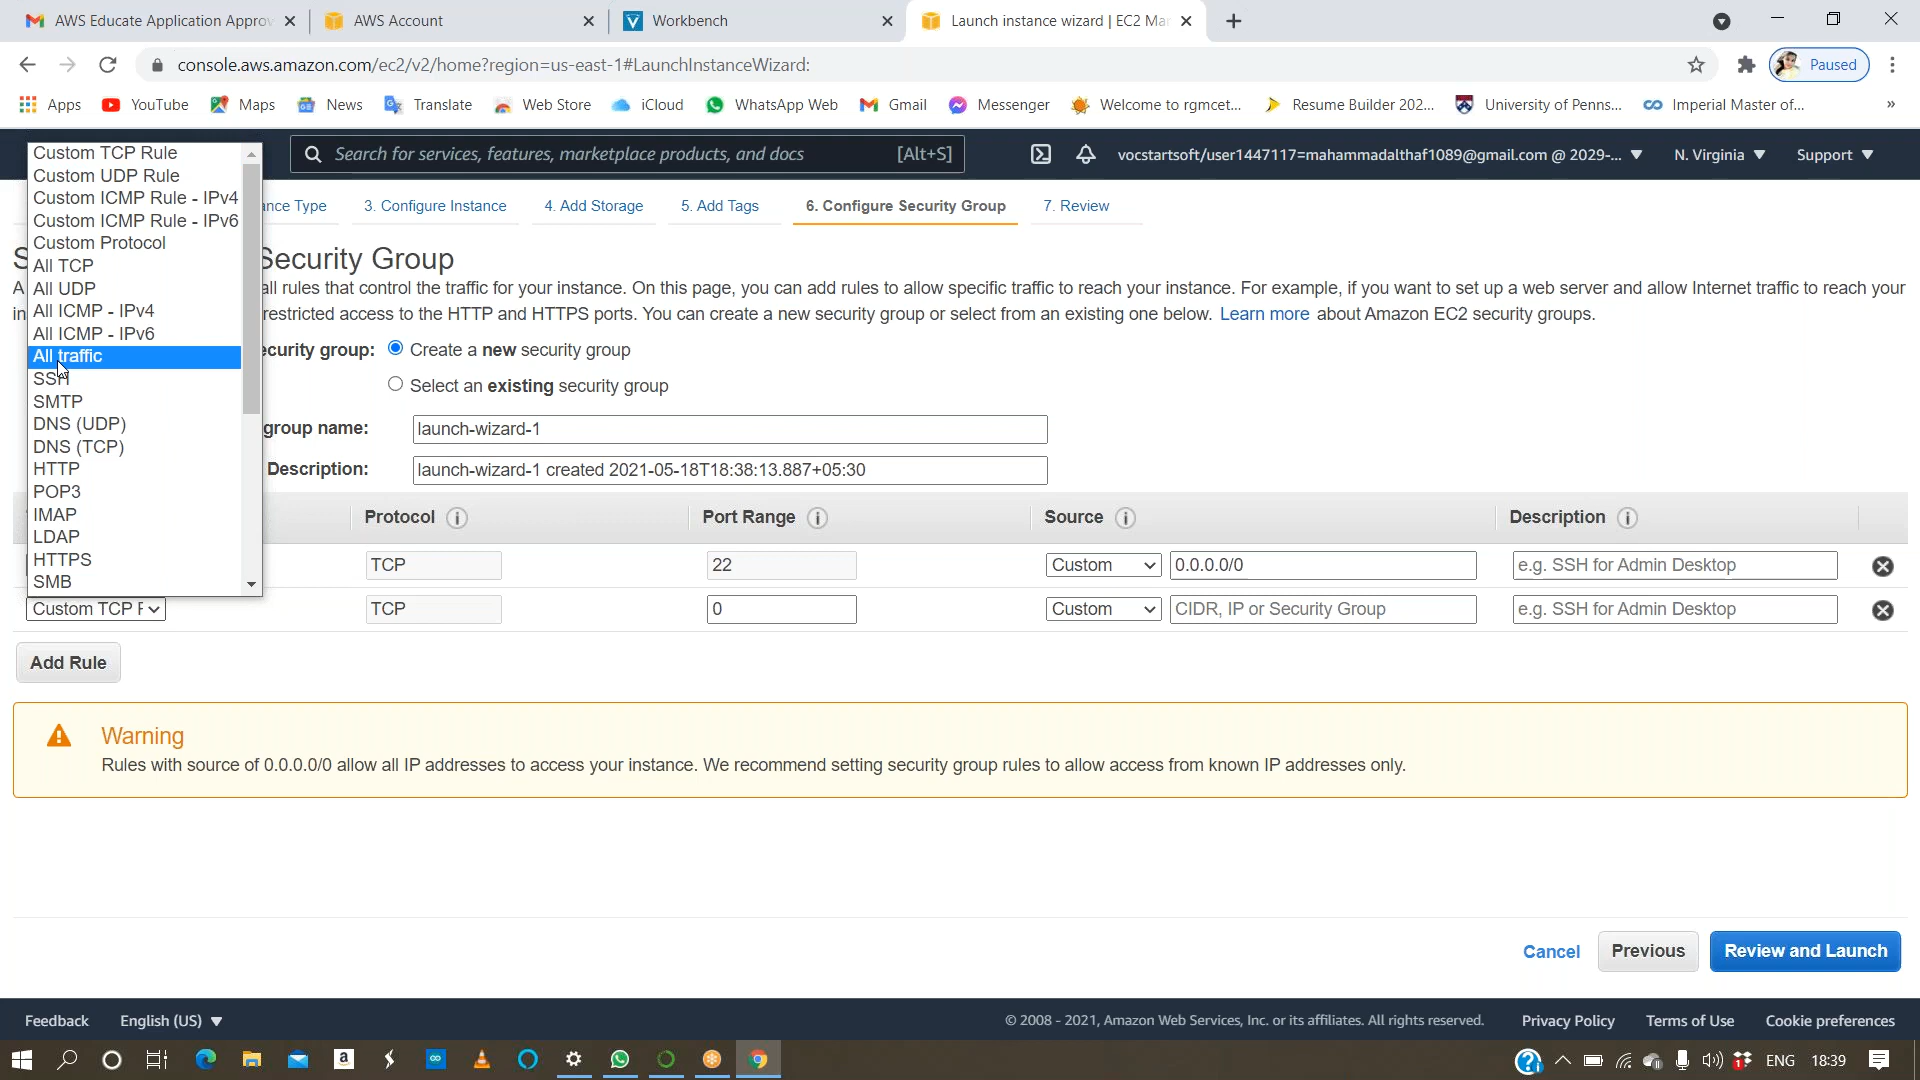 AWS Educate Application Approv
AWS Account
Workbench
Launch instance wizard | EC2 Ma
console.aws.amazon.com/ec2/v2/home?region=us-east-1#LaunchInstanceWizard:
Paused
Apps
YouTube
Maps
News
Translate
Web Store
iCloud
WhatsApp Web
Gmail
Messenger
Welcome to rgmcet...
Resume Builder 202...
University of Penns...
Imperial Master of...
»
Search for services, features, marketplace products, and docs
[Alt+S]
vocstartsoft/user1447117=mahammadalthaf1089@gmail.com @ 2029-...
N. Virginia
Support
Custom TCP Rule
Custom UDP Rule
Custom ICMP Rule - IPv4
Custom ICMP Rule - IPv6
Custom Protocol
All TCP
All UDP
All ICMP - IPv4
All ICMP - IPv6
All traffic
SSH
SMTP
DNS (UDP)
DNS (TCP)
HTTP
POP3
IMAP
LDAP
HTTPS
SMB
ance Type
3. Configure Instance
4. Add Storage
5. Add Tags
6. Configure Security Group
7. Review
Security Group
all rules that control the traffic for your instance. On this page, you can add rules to allow specific traffic to reach your instance. For example, if you want to set up a web server and allow Internet traffic to reach your
restricted access to the HTTP and HTTPS ports. You can create a new security group or select from an existing one below. Learn more about Amazon EC2 security groups.
ecurity group:
Create a new security group
Select an existing security group
group name:
launch-wizard-1
Description:
launch-wizard-1 created 2021-05-18T18:38:13.887+05:30
Protocol
Port Range
Source
Description
TCP
22
Custom
0.0.0.0/0
e.g. SSH for Admin Desktop
Custom TCP F
TCP
0
Custom
CIDR, IP or Security Group
e.g. SSH for Admin Desktop
Add Rule
Warning
Rules with source of 0.0.0.0/0 allow all IP addresses to access your instance. We recommend setting security group rules to allow access from known IP addresses only.
Cancel
Previous
Review and Launch
Feedback
English (US)
© 2008 - 2021, Amazon Web Services, Inc. or its affiliates. All rights reserved.
Privacy Policy
Terms of Use
Cookie preferences
ENG
18:39